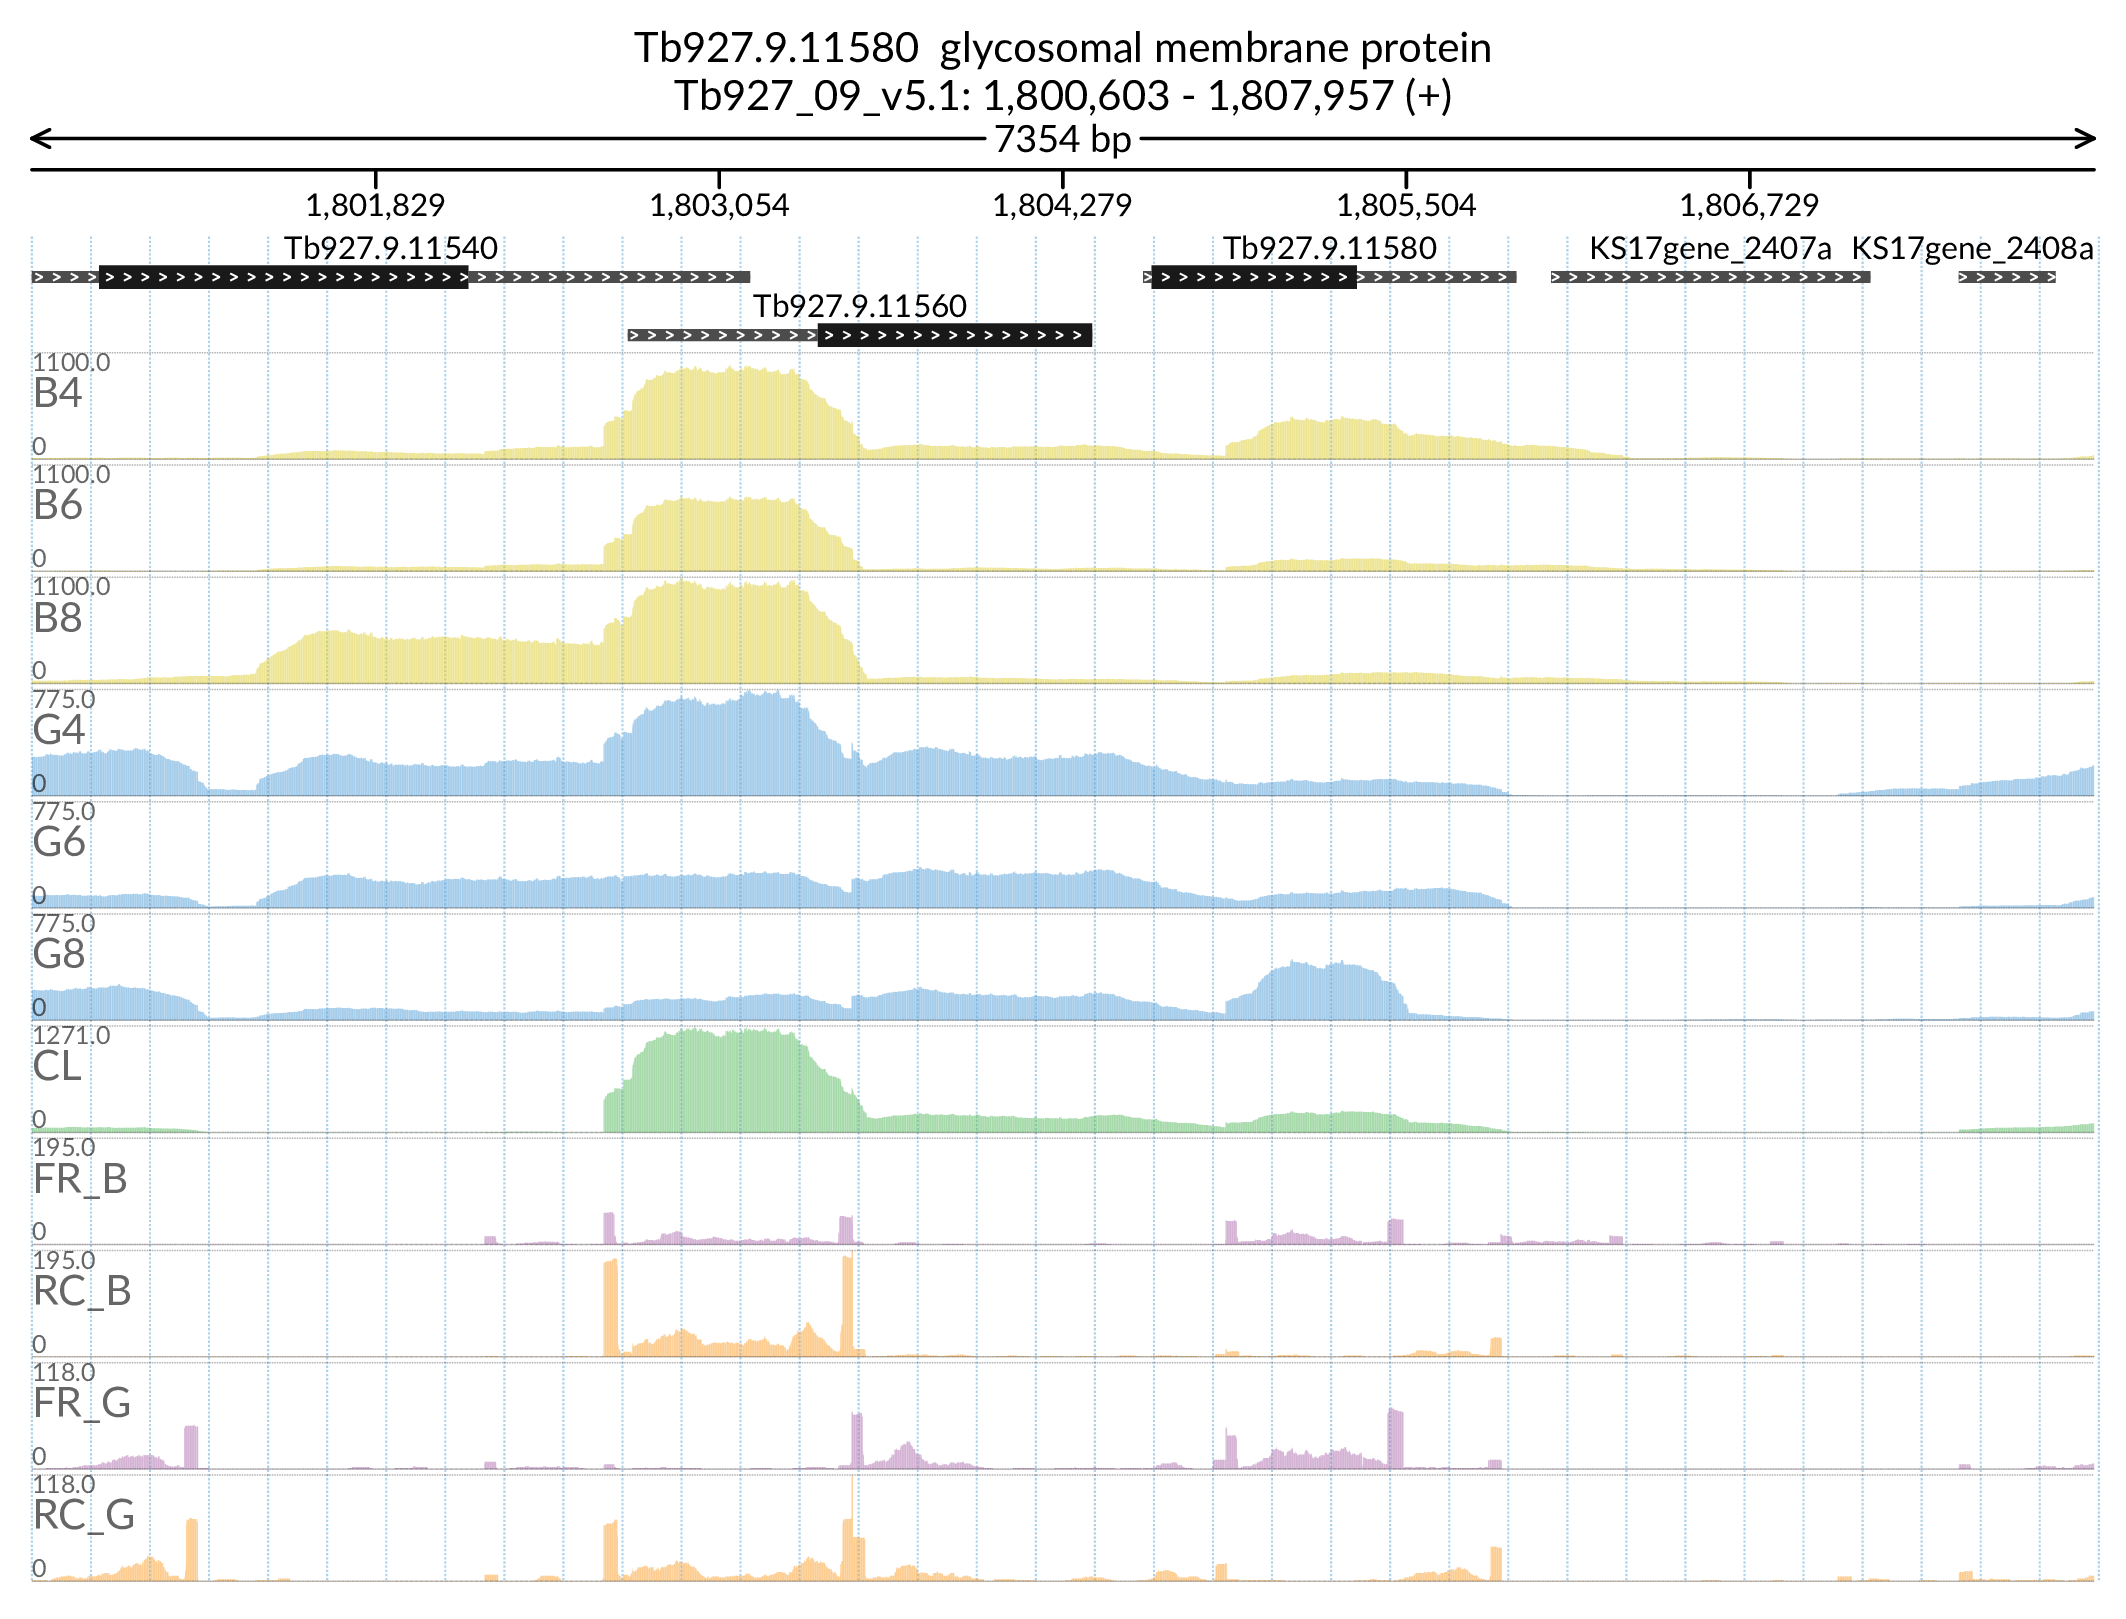 Tb927.9.11580 glycosomal membrane protein
Tb927_09_v5.1: 1,800,603 - 1,807,957 (+)
7354 bp
1,801,829 1,803,054 1,804,279 1,805,504 1,806,729
Tb927.9.11540 Tb927.9.11580 KS17gene_2407a KS17gene_2408a
Tb927.9.11560
1100.0
B4
0
1100.0
B6
0
1100.0
B8
0
775.0
G4
0
775.0
G6
0
775.0
G8
0
1271.0
CL
0
195.0
FR_B
0
195.0
RC_B
0
118.0
FR_G
0
118.0
RC_G
0